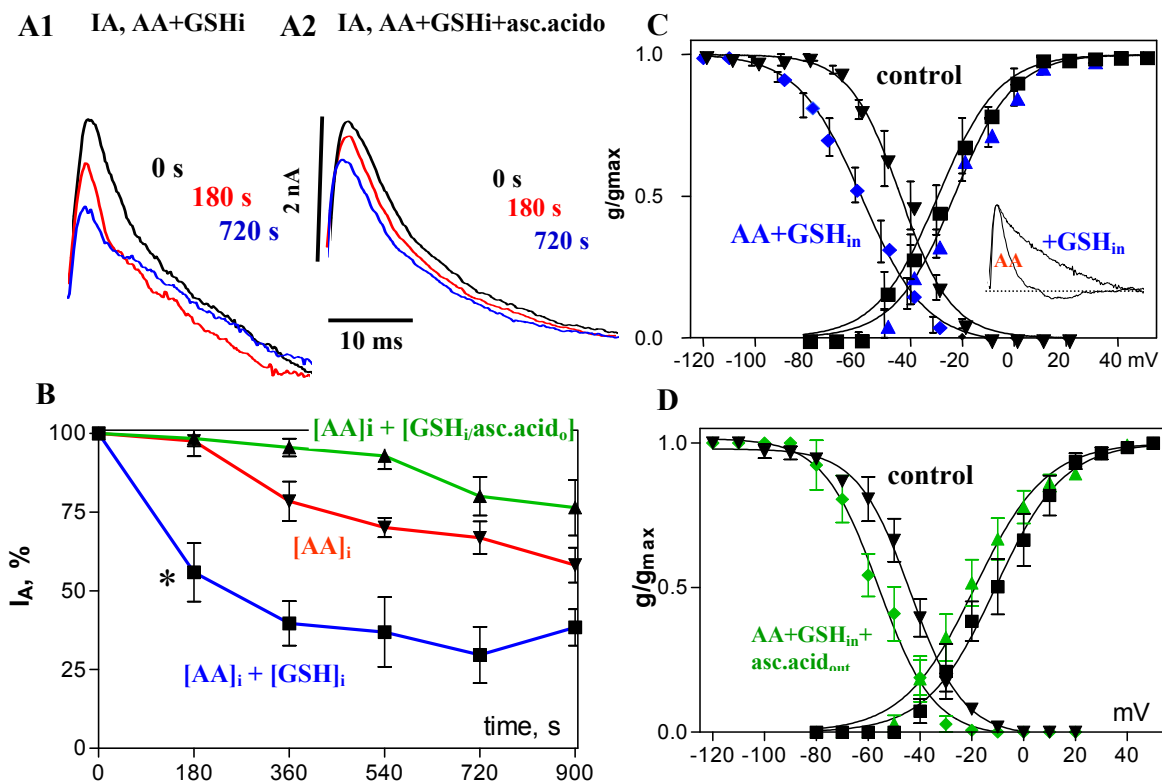 A1 IA, AA+GSHi
A2 IA, AA+GSHi+asc.acido
0 s
180 s
720 s
2 nA
0 s
180 s
720 s
10 ms
C
1.0
0.5
0.0
g/gmax
control
AA+GSHin
+GSHin
AA
-120 -100 -80 -60 -40 -20 0 20 40 mV
B
100
75
50
25
0
IA, %
[AA]i + [GSHi/asc.acido]
[AA]i
*
[AA]i + [GSH]i
time, s
0 180 360 540 720 900
D
1.0
0.5
0.0
g/gmax
control
AA+GSHin+
asc.acidout
mV
-120 -100 -80 -60 -40 -20 0 20 40